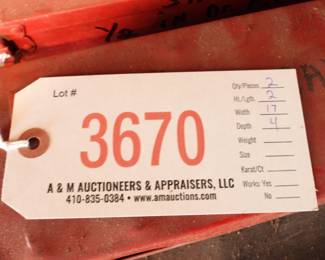 Lot #
3670
A & M AUCTIONEERS & APPRAISERS, LLC
410-835-0384 • www.amauctions.com
Qty/Pieces 2
Ht./Lgth. 2
Width 17
Depth 4
Weight
Size
Karat/Ct
Works: Yes
No